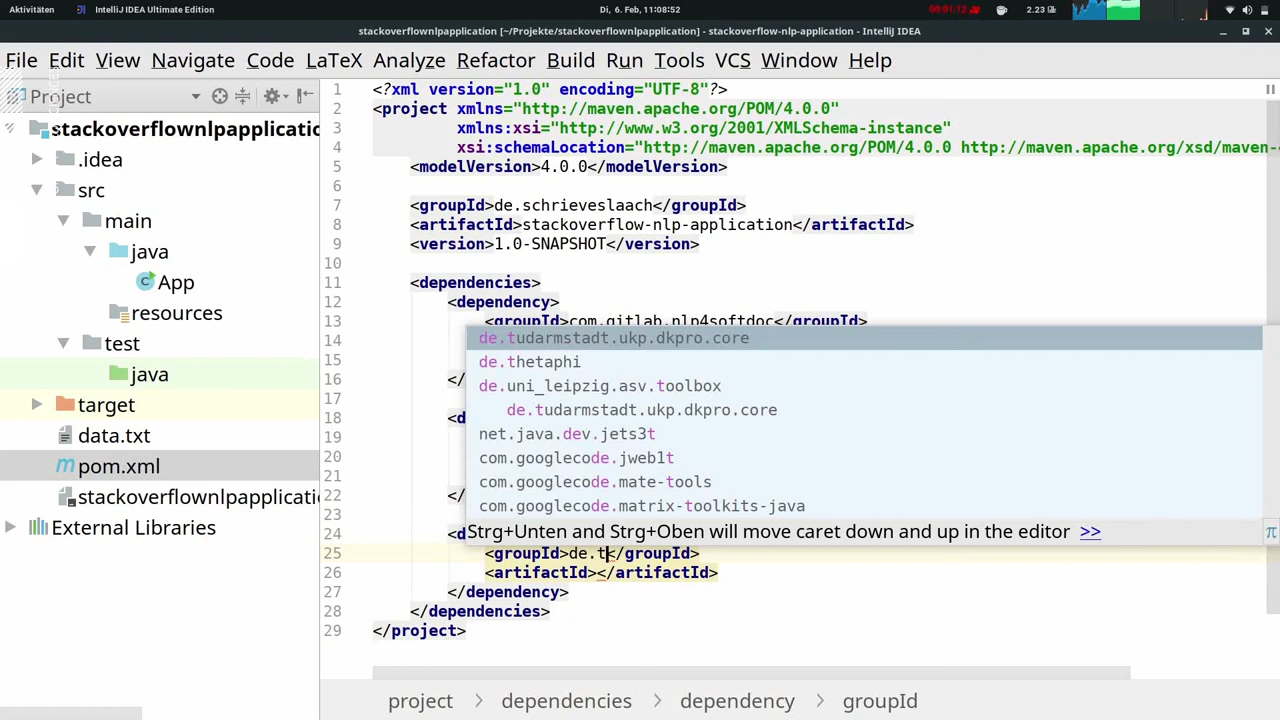 Aktivitäten IntelliJ IDEA Ultimate Edition Di, 6. Feb, 11:08:52 2.23
stackoverflownlpapplication [~/Projekte/stackoverflownlpapplication] - stackoverflow-nlp-application - IntelliJ IDEA
File Edit View Navigate Code LaTeX Analyze Refactor Build Run Tools VCS Window Help
Project
stackoverflownlpapplicatio
.idea
src
main
java
App
resources
test
java
target
data.txt
pom.xml
stackoverflownlpapplicatio
External Libraries
1 <?xml version="1.0" encoding="UTF-8"?>
2 <project xmlns="http://maven.apache.org/POM/4.0.0"
3 xmlns:xsi="http://www.w3.org/2001/XMLSchema-instance"
4 xsi:schemaLocation="http://maven.apache.org/POM/4.0.0 http://maven.apache.org/xsd/maven-
5 <modelVersion>4.0.0</modelVersion>
6
7 <groupId>de.schrieveslaach</groupId>
8 <artifactId>stackoverflow-nlp-application</artifactId>
9 <version>1.0-SNAPSHOT</version>
10
11 <dependencies>
12 <dependency>
13 <groupId>com.gitlab.nlp4softdoc</groupId>
14
15
16 </
17
18 <d
19
20
21
22 </
23
24 <d
de.tudarmstadt.ukp.dkpro.core
de.thetaphi
de.uni_leipzig.asv.toolbox
de.tudarmstadt.ukp.dkpro.core
net.java.dev.jets3t
com.googlecode.jweb1t
com.googlecode.mate-tools
com.googlecode.matrix-toolkits-java
Strg+Unten and Strg+Oben will move caret down and up in the editor >>
π
25 <groupId>de.t</groupId>
26 <artifactId></artifactId>
27 </dependency>
28 </dependencies>
29 </project>
project > dependencies > dependency > groupId